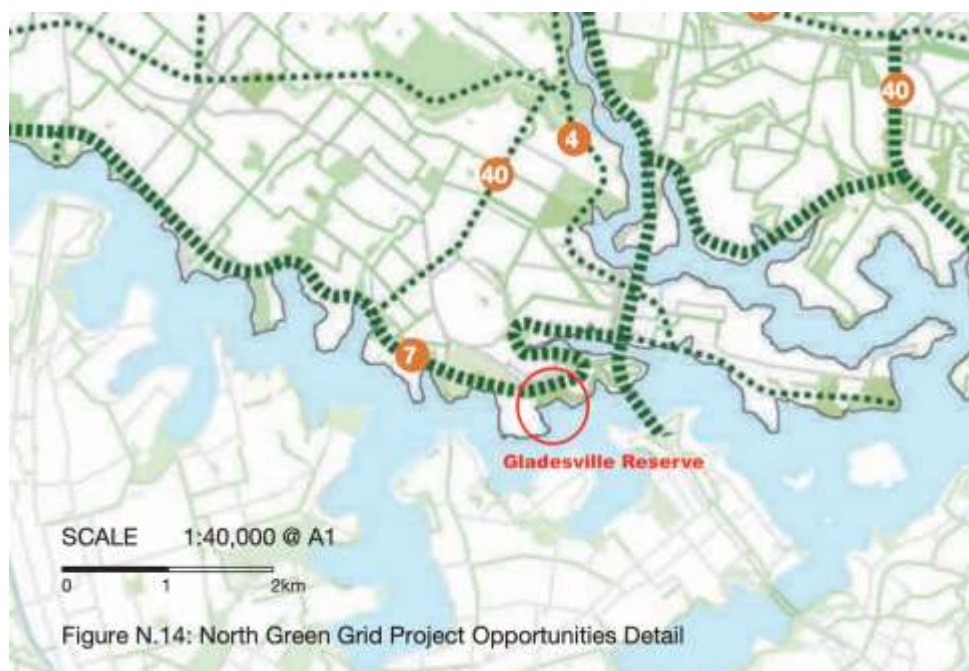 40
4
40
7
Gladesville Reserve
SCALE 1:40,000 @ A1
0 1 2km
Figure N.14: North Green Grid Project Opportunities Detail